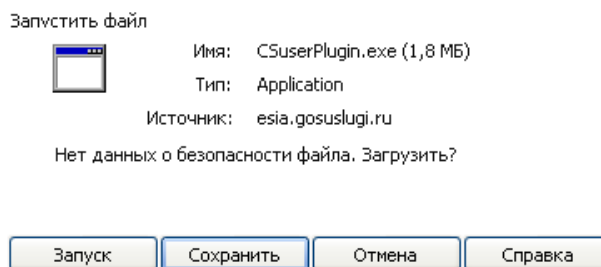 Запустить файл
Имя: CSuserPlugin.exe (1,8 МБ)
Тип: Application
Источник: esia.gosuslugi.ru
Нет данных о безопасности файла. Загрузить?
Запуск Сохранить Отмена Справка